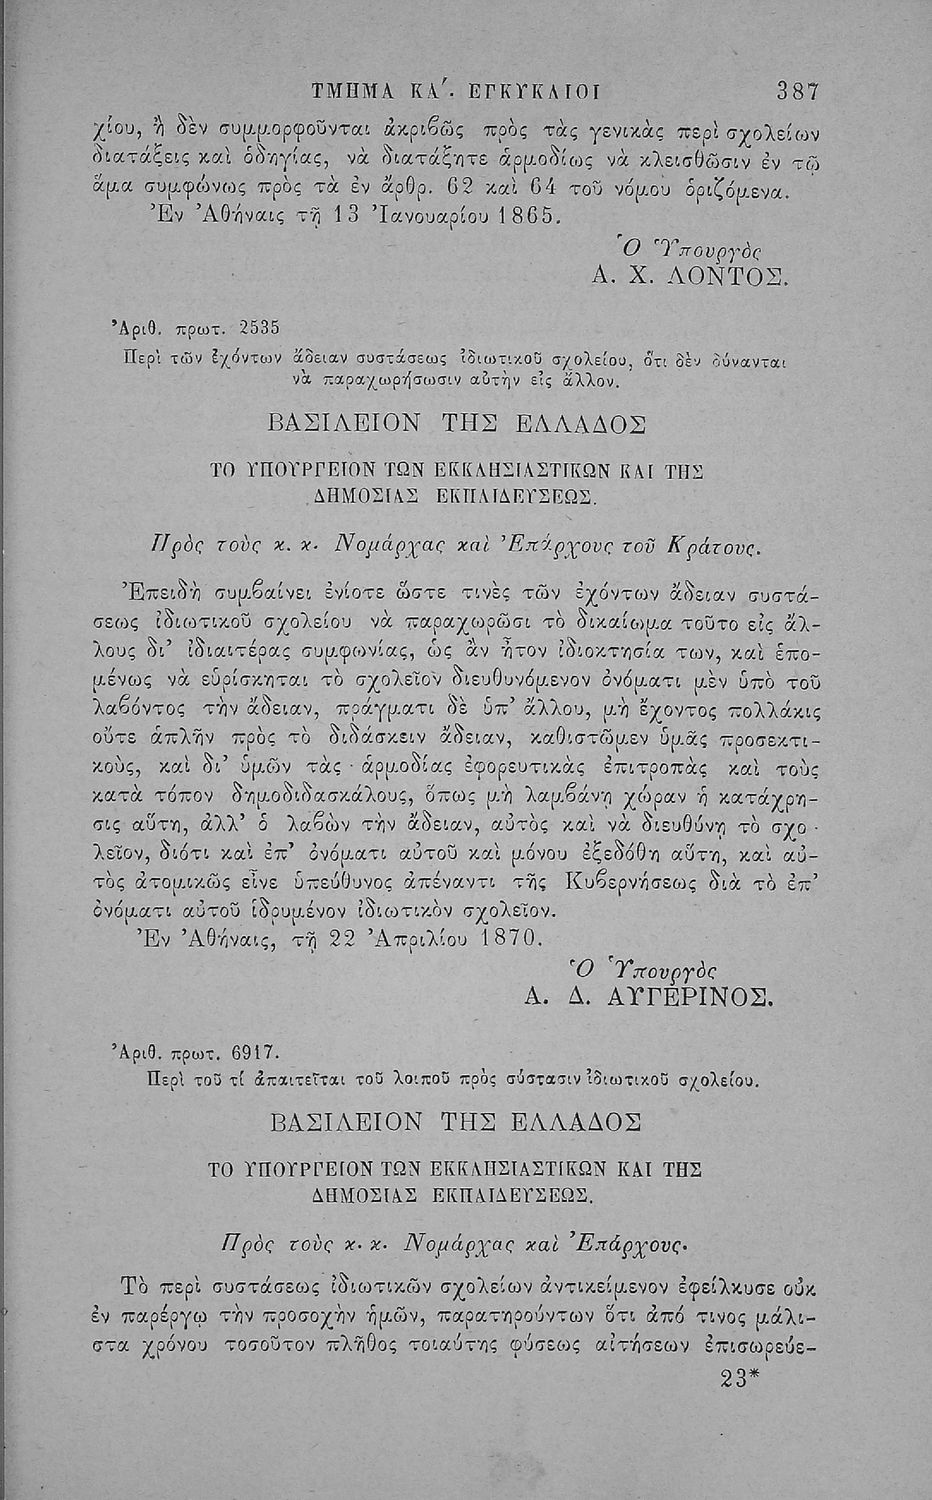 ΤΜΗΜΑ ΚΑ΄. ΕΓΚΥΚΛΙΟΙ 387
χίου, ἢ δὲν συμμορφοῦνται ἀκριβῶς πρὸς τὰς γενικὰς περὶ σχολείων
διατάξεις καὶ ὁδηγίας, νὰ διατάξητε ἁρμοδίως νὰ κλεισθῶσιν ἐν τῷ
ἅμα συμφώνως πρὸς τὰ ἐν ἄρθρ. 62 καὶ 64 τοῦ νόμου ὁριζόμενα.
Ἐν Ἀθήναις τῇ 13 Ἰανουαρίου 1865.
Ὁ Ὑπουργὸς
Α. Χ. ΛΟΝΤΟΣ.
Ἀριθ. πρωτ. 2535
Περὶ τῶν ἐχόντων ἄδειαν συστάσεως ἰδιωτικοῦ σχολείου, ὅτι δὲν δύνανται
νὰ παραχωρήσωσιν αὐτὴν εἰς ἄλλον.
ΒΑΣΙΛΕΙΟΝ ΤΗΣ ΕΛΛΑΔΟΣ
ΤΟ ΥΠΟΥΡΓΕΙΟΝ ΤΩΝ ΕΚΚΛΗΣΙΑΣΤΙΚΩΝ ΚΑΙ ΤΗΣ
ΔΗΜΟΣΙΑΣ ΕΚΠΑΙΔΕΥΣΕΩΣ.
Πρὸς τοὺς κ. κ. Νομάρχας καὶ Ἐπάρχους τοῦ Κράτους.
Ἐπειδὴ συμβαίνει ἐνίοτε ὥστε τινὲς τῶν ἐχόντων ἄδειαν συστά-
σεως ἰδιωτικοῦ σχολείου νὰ παραχωρῶσι τὸ δικαίωμα τοῦτο εἰς ἄλ-
λους δι' ἰδιαιτέρας συμφωνίας, ὡς ἂν ἦτον ἰδιοκτησία των, καὶ ἑπο-
μένως νὰ εὑρίσκηται τὸ σχολεῖον διευθυνόμενον ὀνόματι μὲν ὑπὸ τοῦ
λαβόντος τὴν ἄδειαν, πράγματι δὲ ὑπ' ἄλλου, μὴ ἔχοντος πολλάκις
οὔτε ἁπλῆν πρὸς τὸ διδάσκειν ἄδειαν, καθιστῶμεν ὑμᾶς προσεκτι-
κοὺς, καὶ δι' ὑμῶν τὰς ἁρμοδίας ἐφορευτικὰς ἐπιτροπὰς καὶ τοὺς
κατὰ τόπον δημοδιδασκάλους, ὅπως μὴ λαμβάνῃ χώραν ἡ κατάχρη-
σις αὕτη, ἀλλ' ὁ λαβὼν τὴν ἄδειαν, αὐτὸς καὶ νὰ διευθύνῃ τὸ σχο-
λεῖον, διότι καὶ ἐπ' ὀνόματι αὐτοῦ καὶ μόνου ἐξεδόθη αὕτη, καὶ αὐ-
τὸς ἀτομικῶς εἶνε ὑπεύθυνος ἀπέναντι τῆς Κυβερνήσεως διὰ τὸ ἐπ'
ὀνόματι αὐτοῦ ἱδρυμένον ἰδιωτικὸν σχολεῖον.
Ἐν Ἀθήναις, τῇ 22 Ἀπριλίου 1870.
Ὁ Ὑπουργὸς
Α. Δ. ΑΥΓΕΡΙΝΟΣ.
Ἀριθ. πρωτ. 6917.
Περὶ τοῦ τί ἀπαιτεῖται τοῦ λοιποῦ πρὸς σύστασιν ἰδιωτικοῦ σχολείου.
ΒΑΣΙΛΕΙΟΝ ΤΗΣ ΕΛΛΑΔΟΣ
ΤΟ ΥΠΟΥΡΓΕΙΟΝ ΤΩΝ ΕΚΚΛΗΣΙΑΣΤΙΚΩΝ ΚΑΙ ΤΗΣ
ΔΗΜΟΣΙΑΣ ΕΚΠΑΙΔΕΥΣΕΩΣ.
Πρὸς τοὺς κ. κ. Νομάρχας καὶ Ἐπάρχους.
Τὸ περὶ συστάσεως ἰδιωτικῶν σχολείων ἀντικείμενον ἐφείλκυσε οὐκ
ἐν παρέργῳ τὴν προσοχὴν ἡμῶν, παρατηρούντων ὅτι ἀπό τινος μάλι-
στα χρόνου τοσοῦτον πλῆθος τοιαύτης φύσεως αἰτήσεων ἐπισωρεύε-
23*